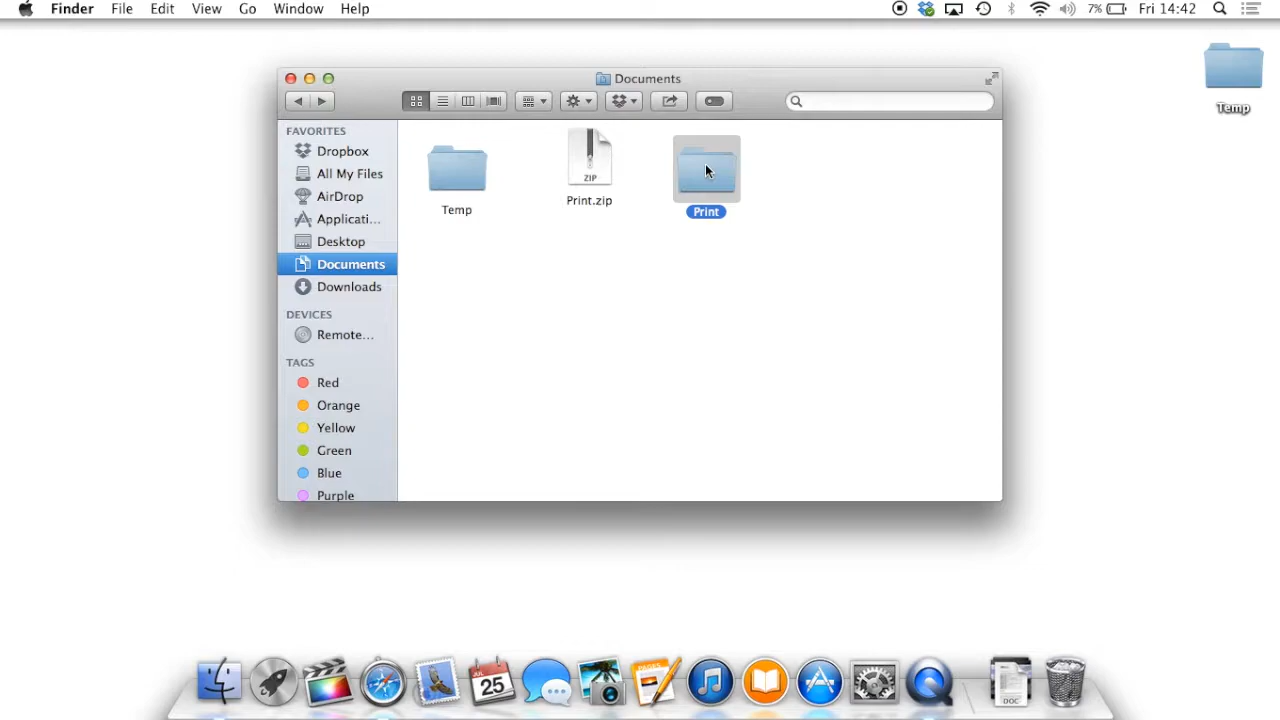 Finder File Edit View Go Window Help 7% Fri 14:42
Documents
FAVORITES
Dropbox
All My Files
AirDrop
Applicati...
Desktop
Documents
Downloads
DEVICES
Remote...
TAGS
Red
Orange
Yellow
Green
Blue
Purple
Temp
ZIP
Print.zip
Print
Temp
JUL
25
PAGES
DOC